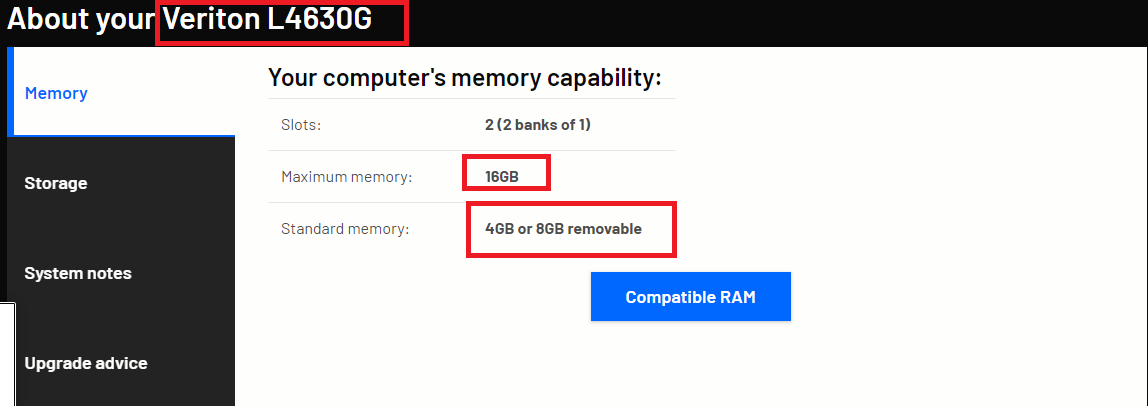 About your Veriton L4630G
Memory
Storage
System notes
Upgrade advice
Your computer's memory capability:
Slots: 2 (2 banks of 1)
Maximum memory: 16GB
Standard memory: 4GB or 8GB removable
Compatible RAM